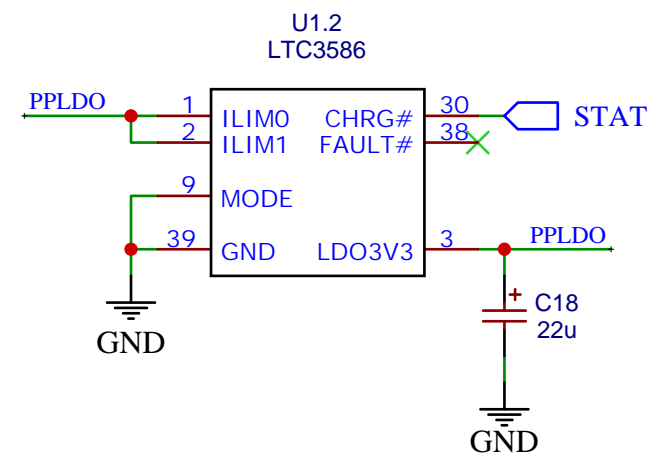 U1.2
LTC3586
PPLDO
1 ILIM0 CHRG# 30 STAT
2 ILIM1 FAULT# 38
9 MODE
39 GND LDO3V3 3 PPLDO
+ C18
22u
GND
GND